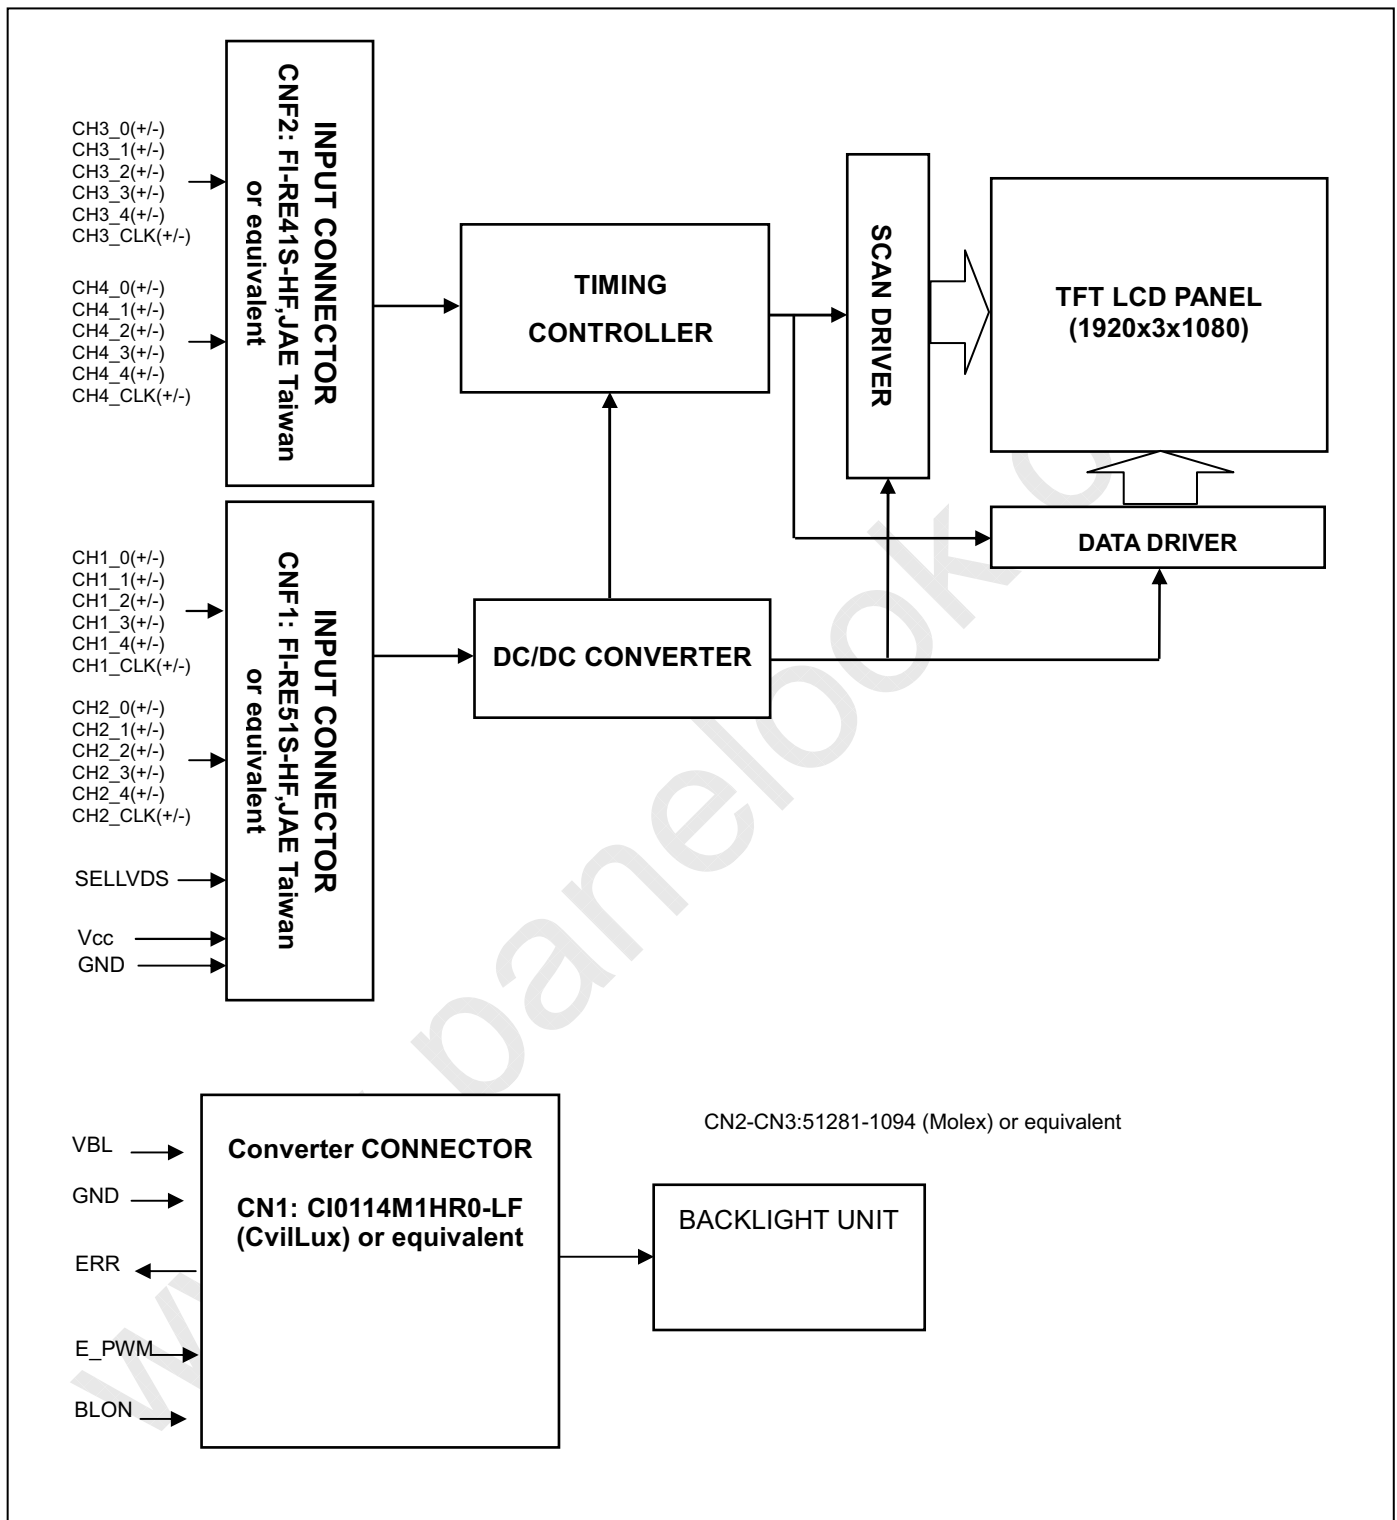 CH3_0(+/-)
CH3_1(+/-)
CH3_2(+/-)
CH3_3(+/-)
CH3_4(+/-)
CH3_CLK(+/-)
CH4_0(+/-)
CH4_1(+/-)
CH4_2(+/-)
CH4_3(+/-)
CH4_4(+/-)
CH4_CLK(+/-)
INPUT CONNECTOR
CNF2: FI-RE41S-HF,JAE Taiwan
or equivalent
TIMING
CONTROLLER
SCAN DRIVER
TFT LCD PANEL
(1920x3x1080)
DATA DRIVER
CH1_0(+/-)
CH1_1(+/-)
CH1_2(+/-)
CH1_3(+/-)
CH1_4(+/-)
CH1_CLK(+/-)
CH2_0(+/-)
CH2_1(+/-)
CH2_2(+/-)
CH2_3(+/-)
CH2_4(+/-)
CH2_CLK(+/-)
SELLVDS
Vcc
GND
INPUT CONNECTOR
CNF1: FI-RE51S-HF,JAE Taiwan
or equivalent
DC/DC CONVERTER
VBL
GND
ERR
E_PWM
BLON
Converter CONNECTOR
CN1: CI0114M1HR0-LF
(CvilLux) or equivalent
CN2-CN3:51281-1094 (Molex) or equivalent
BACKLIGHT UNIT
panelook